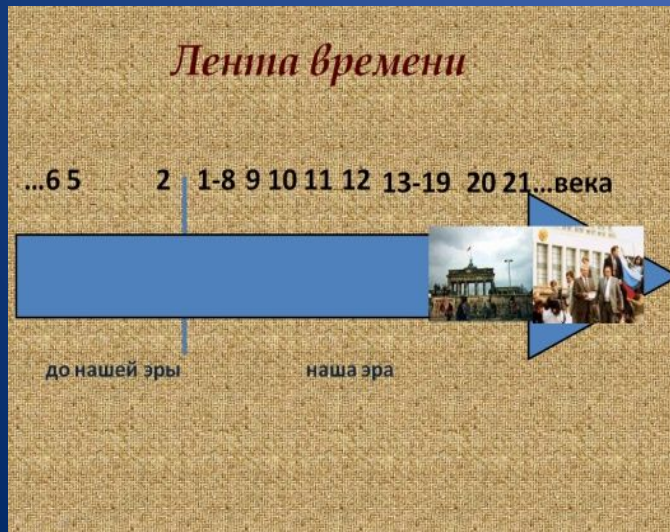 Лента времени
...6 5 2 1-8 9 10 11 12 13-19 20 21...века
до нашей эры наша эра